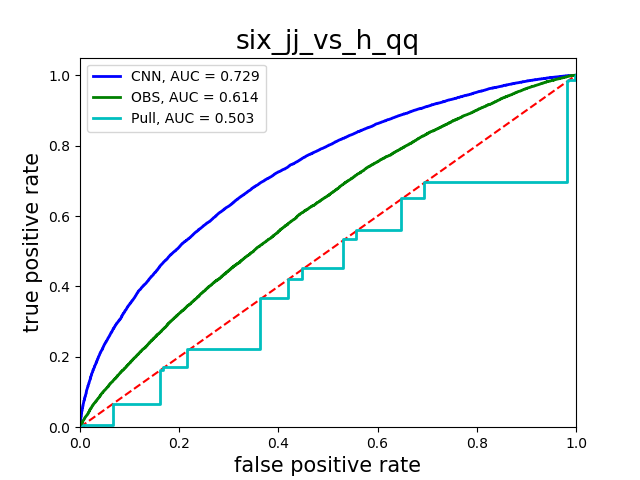 six_jj_vs_h_qq
CNN, AUC = 0.729
OBS, AUC = 0.614
Pull, AUC = 0.503
true positive rate
1.0
0.8
0.6
0.4
0.2
0.0
0.0 0.2 0.4 0.6 0.8 1.0
false positive rate